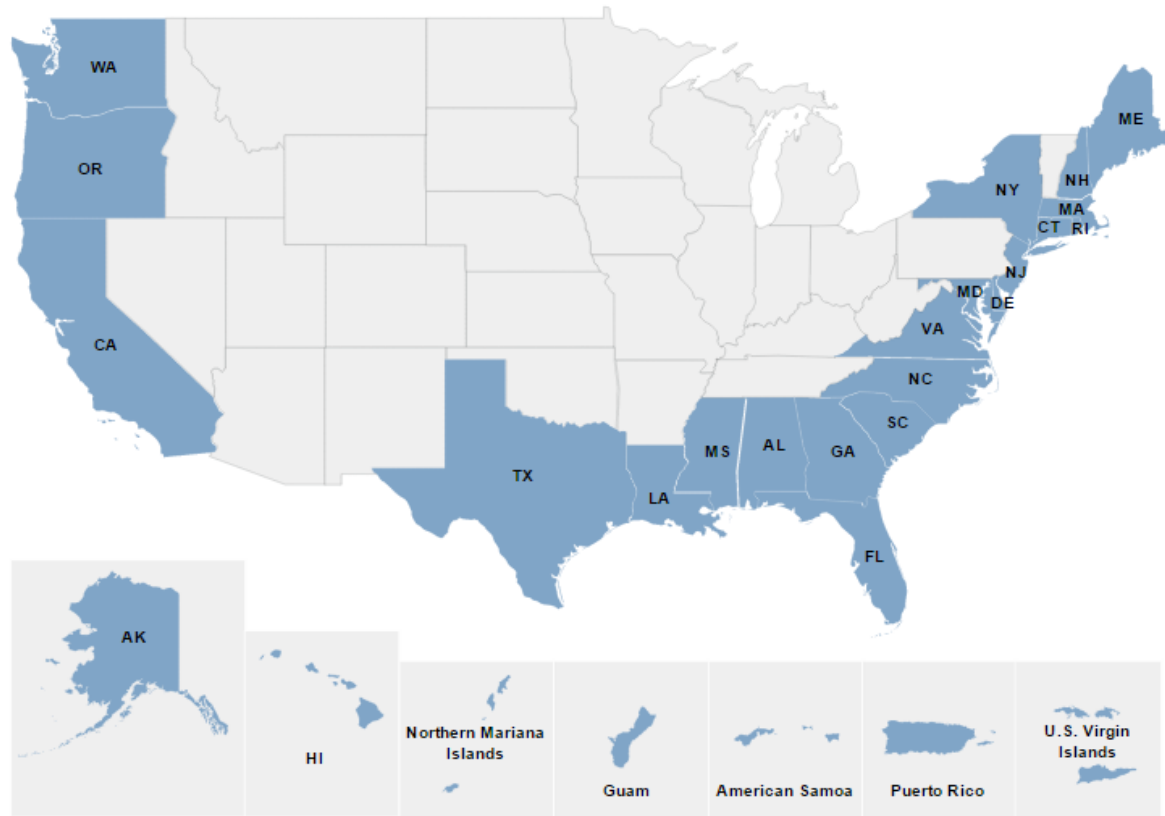 WA
ME
OR
NH
NY
MA
CT
RI
NJ
MD
DE
VA
CA
NC
SC
MS
AL
GA
TX
LA
FL
AK
HI
Northern Mariana
Islands
Guam
American Samoa
Puerto Rico
U.S. Virgin
Islands